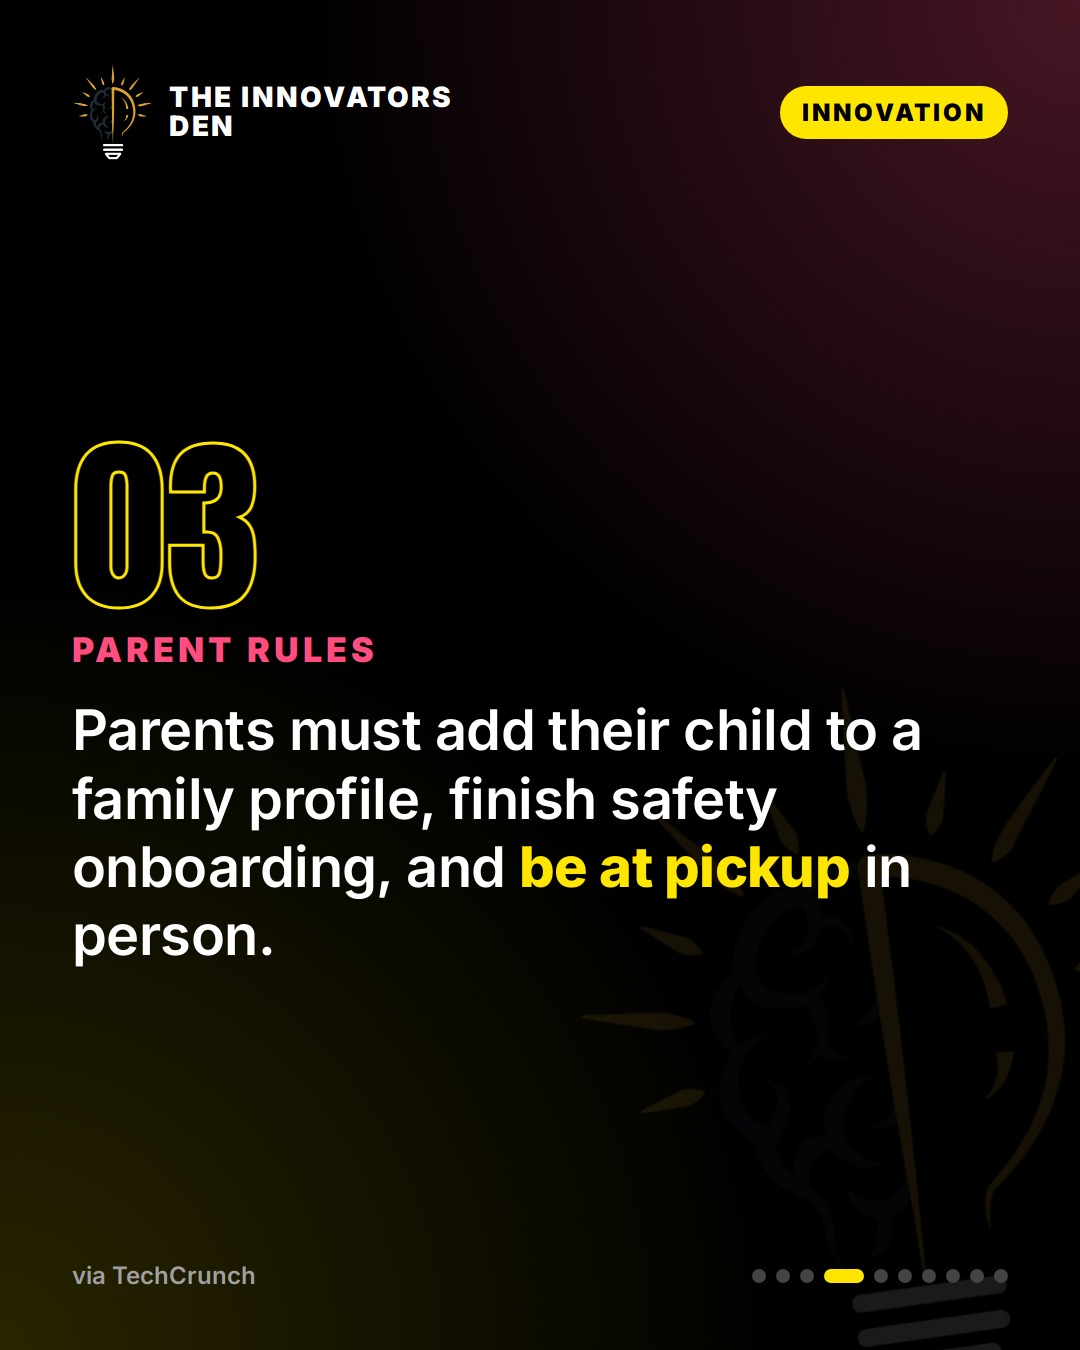 THE INNOVATORS
DEN
INNOVATION
03
PARENT RULES
Parents must add their child to a
family profile, finish safety
onboarding, and be at pickup in
person.
via TechCrunch